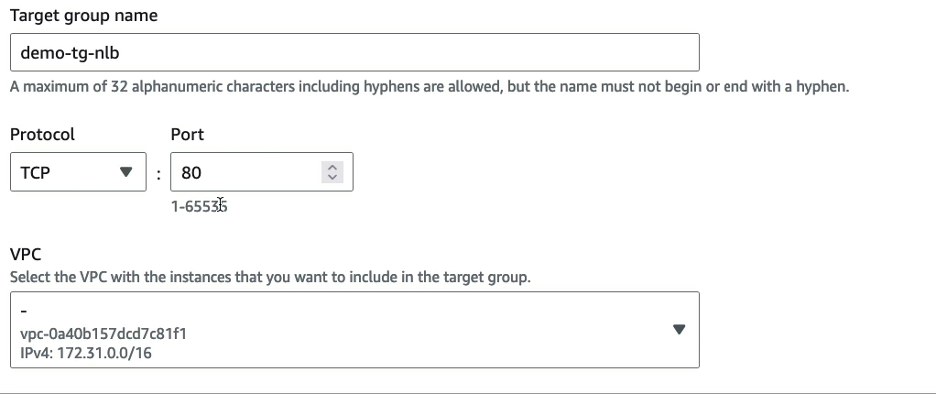 Target group name
demo-tg-nlb
A maximum of 32 alphanumeric characters including hyphens are allowed, but the name must not begin or end with a hyphen.
Protocol Port
TCP : 80
1-65535
VPC
Select the VPC with the instances that you want to include in the target group.
-
vpc-0a40b157dcd7c81f1
IPv4: 172.31.0.0/16